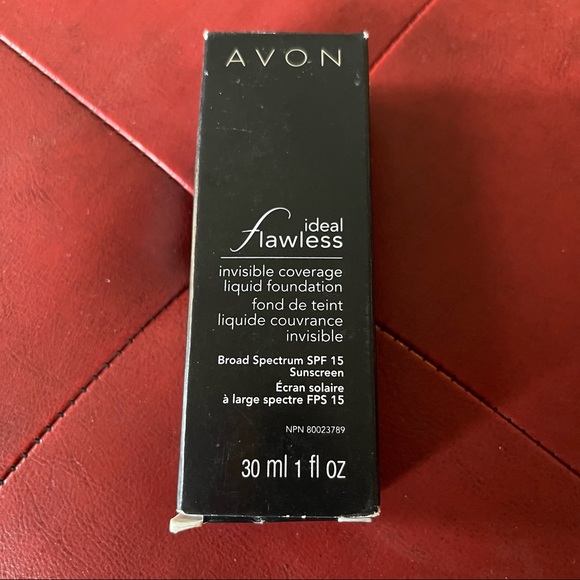 AVON
ideal
flawless
invisible coverage
liquid foundation
fond de teint
liquide couvrance
invisible
Broad Spectrum SPF 15
Sunscreen
Écran solaire
à large spectre FPS 15
NPN 80023789
30 ml 1 fl oz